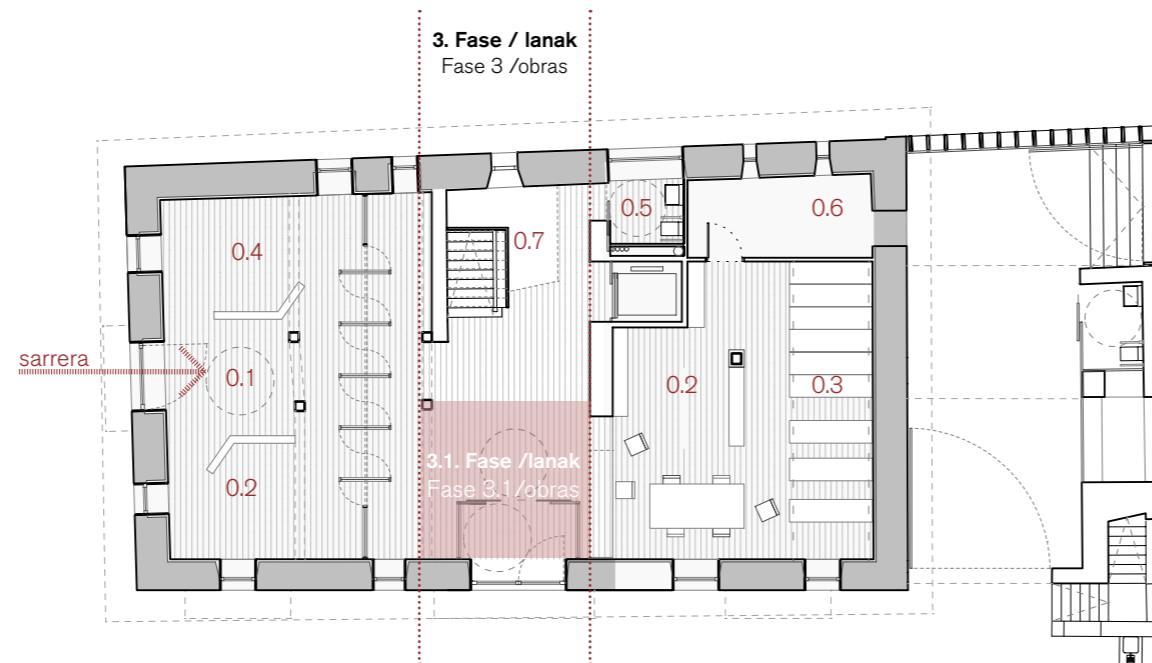 3. Fase / lanak
Fase 3 /obras
0.5
0.6
0.7
0.4
sarrera
0.1
0.2
0.3
3.1. Fase /lanak
Fase 3.1/obras
0.2